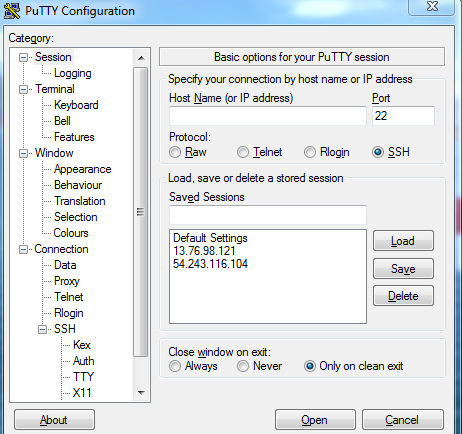 PuTTY Configuration
Category:
Session
Logging
Terminal
Keyboard
Bell
Features
Window
Appearance
Behaviour
Translation
Selection
Colours
Connection
Data
Proxy
Telnet
Rlogin
SSH
Kex
Auth
TTY
X11
Basic options for your PuTTY session
Specify your connection by host name or IP address
Host Name (or IP address) Port
22
Protocol:
Raw Telnet Rlogin SSH
Load, save or delete a stored session
Saved Sessions
Default Settings
13.76.98.121
54.243.116.104
Load
Save
Delete
Close window on exit:
Always Never Only on clean exit
About Open Cancel